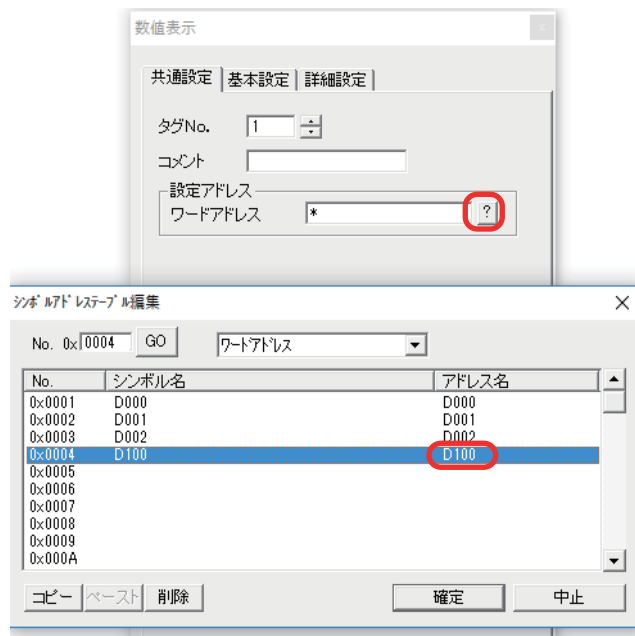 数値表示
x
共通設定 基本設定 詳細設定
タグNo. 1
コメント
設定アドレス
ワードアドレス * ?
シンボルアドレステーブル編集
No. 0x 0004 GO ワードアドレス
No. シンボル名 アドレス名
0x0001 D000 D000
0x0002 D001 D001
0x0003 D002 D002
0x0004 D100 D100
0x0005
0x0006
0x0007
0x0008
0x0009
0x000A
コピー ペースト 削除 確定 中止